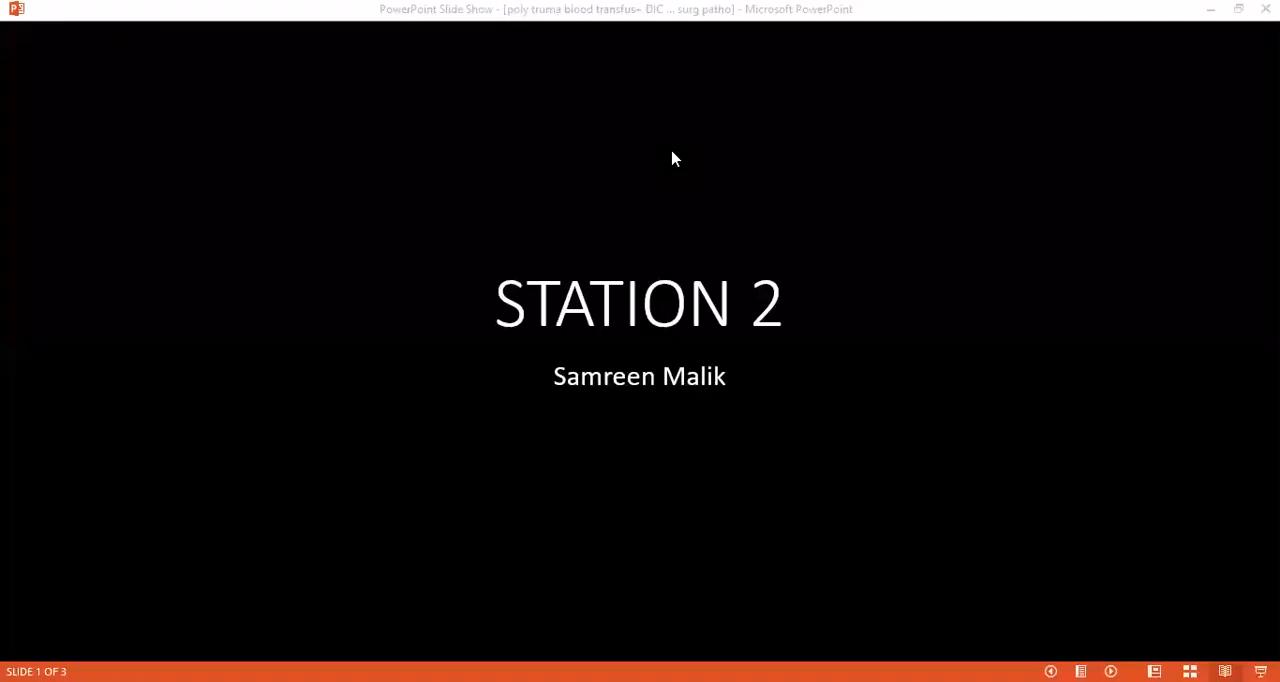 PowerPoint Slide Show - [poly truma blood transfus- DIC ... surg patho] - Microsoft PowerPoint
STATION 2
Samreen Malik
SLIDE 1 OF 3